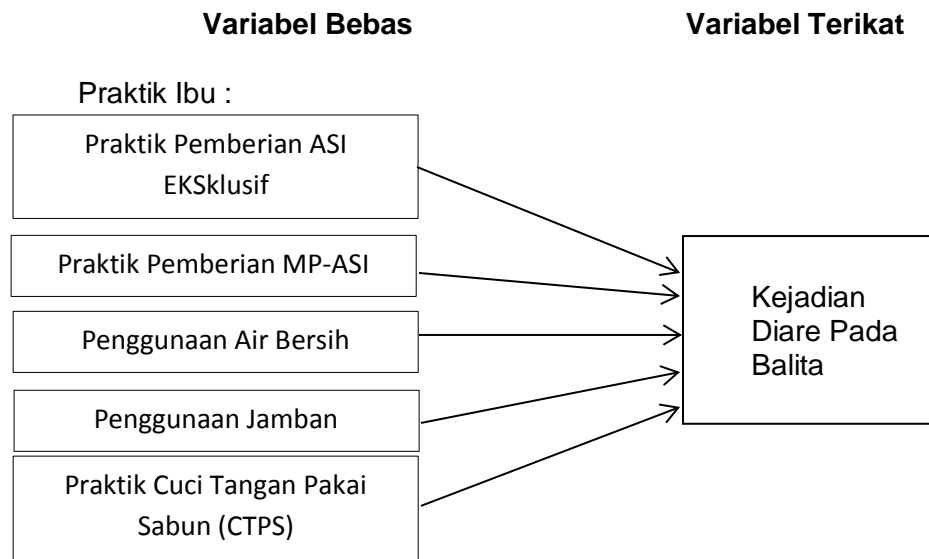 Variabel Bebas
Variabel Terikat
Praktik Ibu :
Praktik Pemberian ASI
EKSklusif
Praktik Pemberian MP-ASI
Penggunaan Air Bersih
Penggunaan Jamban
Praktik Cuci Tangan Pakai
Sabun (CTPS)
Kejadian
Diare Pada
Balita